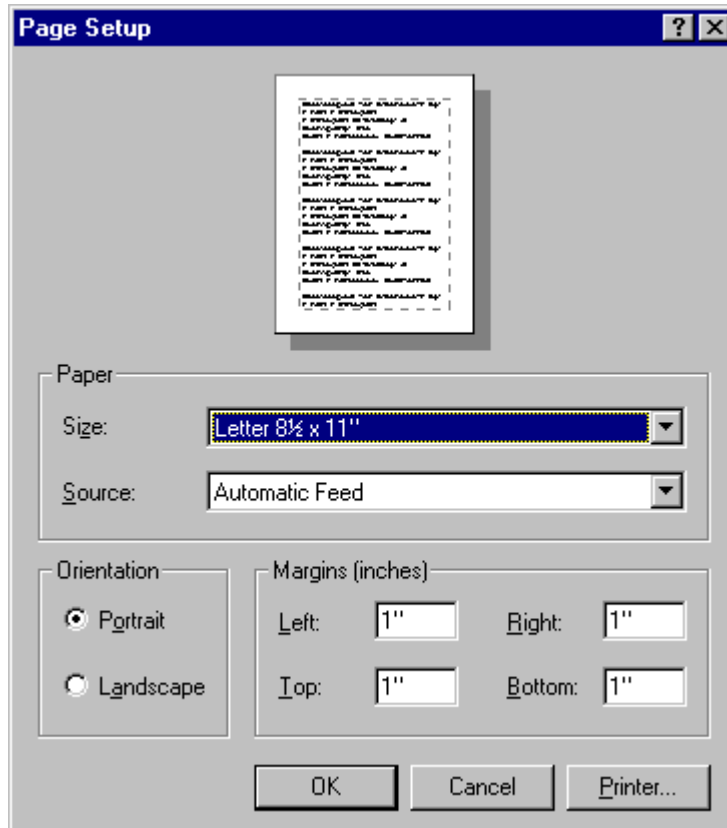 Page Setup
Paper
Size: Letter 8½ x 11"
Source: Automatic Feed
Orientation
Portrait
Landscape
Margins (inches)
Left: 1" Right: 1"
Top: 1" Bottom: 1"
OK Cancel Printer...